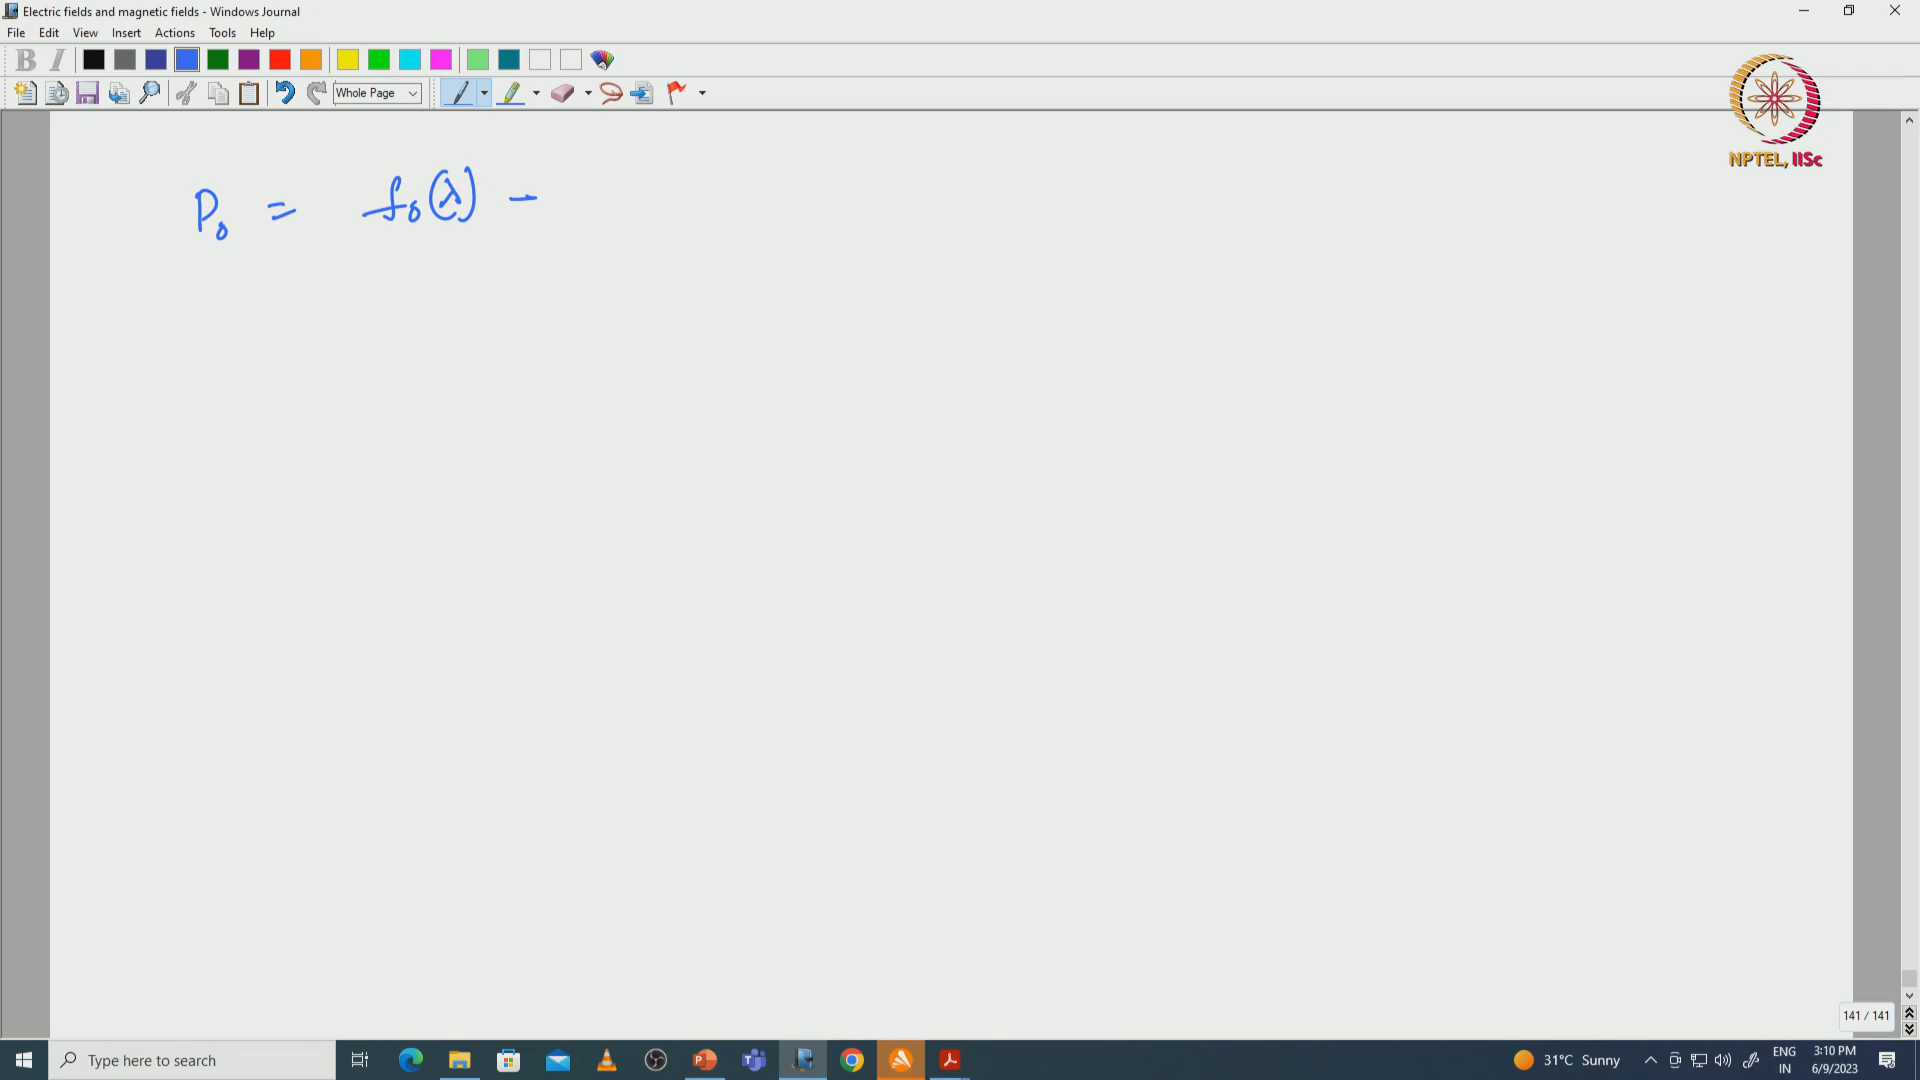 Electric fields and magnetic fields - Windows Journal
File Edit View Insert Actions Tools Help
B I
Whole Page
NPTEL, IISc
P₀ = f₀(λ) -
141 / 141
Type here to search
31°C Sunny
ENG
IN
3:10 PM
6/9/2023